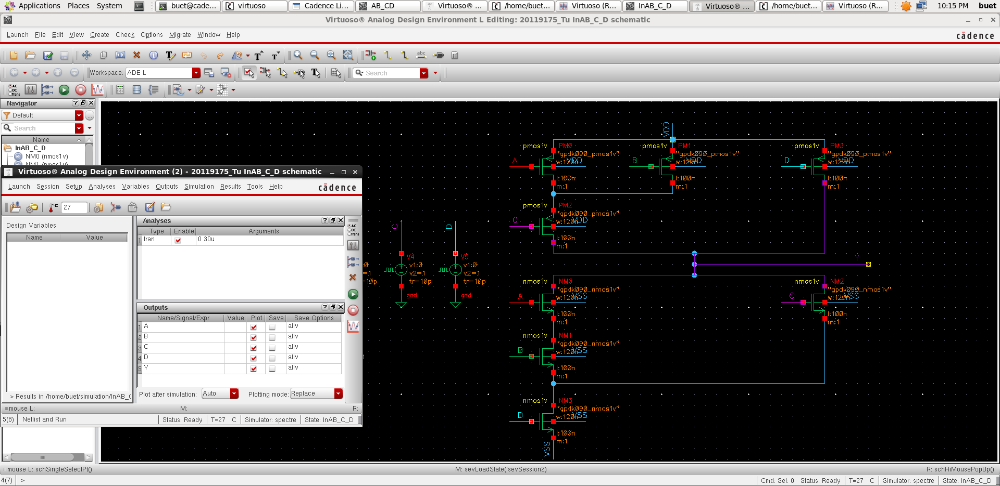 Applications Places System buet@cade... virtuoso Cadence Li... AB_CD Virtuoso® ... /home/buet... Virtuoso (R... InAB_C_D Virtuoso® ... /home/buet... Virtuoso (R... 10:15 PM buet
Virtuoso® Analog Design Environment L Editing: 20119175_Tu InAB_C_D schematic
Launch File Edit View Create Check Options Migrate Window Help cādence
Workspace: ADE L Search
AC
DC
Trans
Navigator
Default
Search
Name
InAB_C_D
NM0 (nmos1v)
NM1 (nmos1v)
Virtuoso® Analog Design Environment (2) - 20119175_Tu InAB_C_D schematic
Launch Session Setup Analyses Variables Outputs Simulation Results Tools Help cādence
°C 27
Design Variables
Name Value
Analyses
Type Enable Arguments
1 tran 0 30u
AC
DC
Trans
Outputs
Name/Signal/Expr Value Plot Save Save Options
1 A allv
2 B allv
3 C allv
4 D allv
5 Y allv
Plot after simulation: Auto Plotting mode: Replace
> Results in /home/buet/simulation/InAB_C
mouse L: M: R:
5(8) Netlist and Run Status: Ready T=27 C Simulator: spectre State: InAB_C_D
VDD
pmos1v PM0
"gpdk090_pmos1v"
A w:120n VDD
l:100n
m:1
pmos1v PM1
"gpdk090_pmos1v"
B w:120n VDD
l:100n
m:1
pmos1v PM3
"gpdk090_pmos1v"
D w:120n VDD
l:100n
m:1
pmos1v PM2
"gpdk090_pmos1v"
C w:120n VDD
l:100n
m:1
C
V4
v1:0
v2=1
tr=10p
gnd
D
V5
v1:0
v2=1
tr=10p
gnd
Y
nmos1v NM0
"gpdk090_nmos1v"
A w:120n VSS
l:100n
m:1
nmos1v NM2
"gpdk090_nmos1v"
C w:120n VSS
l:100n
m:1
nmos1v NM1
"gpdk090_nmos1v"
B w:120n VSS
l:100n
m:1
nmos1v NM3
"gpdk090_nmos1v"
D w:120n VSS
l:100n
m:1
VSS
mouse L: schSingleSelectPt() M: sevLoadState('sevSession2) R: schHiMousePopUp()
4(7) > Cmd: Sel: 0 Status: Ready T=27 C Simulator: spectre State: InAB_C_D